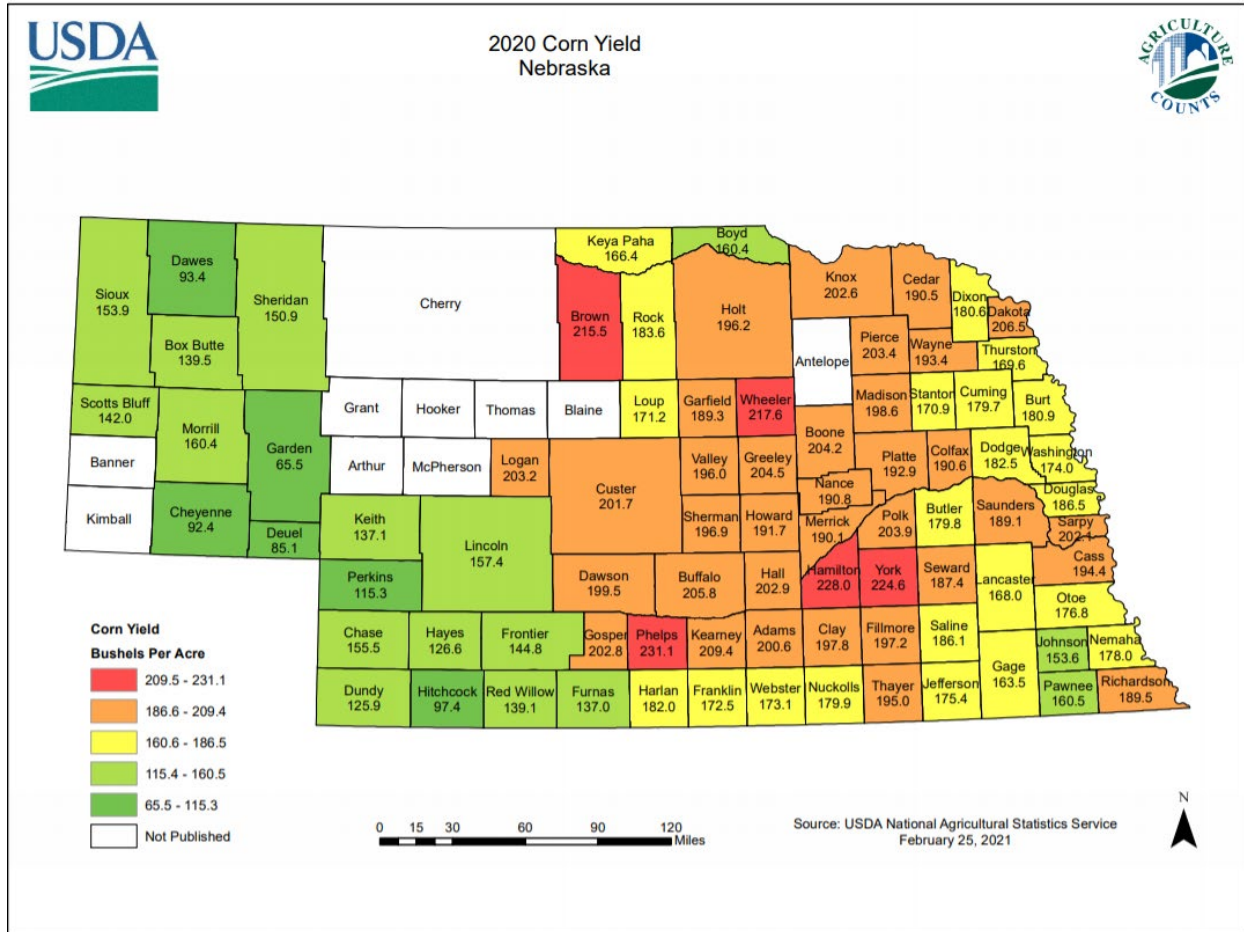 USDA
2020 Corn Yield
Nebraska
AGRICULTURE
COUNTS
Sioux
153.9
Dawes
93.4
Box Butte
139.5
Sheridan
150.9
Scotts Bluff
142.0
Banner
Kimball
Morrill
160.4
Cheyenne
92.4
Garden
65.5
Deuel
85.1
Cherry
Grant
Hooker
Thomas
Blaine
Arthur
McPherson
Logan
203.2
Keith
137.1
Lincoln
157.4
Perkins
115.3
Chase
155.5
Hayes
126.6
Frontier
144.8
Dundy
125.9
Hitchcock
97.4
Red Willow
139.1
Furnas
137.0
Keya Paha
166.4
Boyd
160.4
Brown
215.5
Rock
183.6
Holt
196.2
Loup
171.2
Garfield
189.3
Wheeler
217.6
Custer
201.7
Valley
196.0
Greeley
204.5
Sherman
196.9
Howard
191.7
Dawson
199.5
Buffalo
205.8
Hall
202.9
Gosper
202.8
Phelps
231.1
Kearney
209.4
Adams
200.6
Harlan
182.0
Franklin
172.5
Webster
173.1
Knox
202.6
Cedar
190.5
Dixon
180.6
Dakota
206.5
Antelope
Pierce
203.4
Wayne
193.4
Thurston
169.6
Madison
198.6
Stanton
170.9
Cuming
179.7
Burt
180.9
Boone
204.2
Nance
190.8
Platte
192.9
Colfax
190.6
Dodge
182.5
Washington
174.0
Douglas
186.5
Merrick
190.1
Polk
203.9
Butler
179.8
Saunders
189.1
Sarpy
202.1
Hamilton
228.0
York
224.6
Seward
187.4
Lancaster
168.0
Cass
194.4
Otoe
176.8
Clay
197.8
Fillmore
197.2
Saline
186.1
Gage
163.5
Johnson
153.6
Nemaha
178.0
Nuckolls
179.9
Thayer
195.0
Jefferson
175.4
Pawnee
160.5
Richardson
189.5
Corn Yield
Bushels Per Acre
209.5 - 231.1
186.6 - 209.4
160.6 - 186.5
115.4 - 160.5
65.5 - 115.3
Not Published
0 15 30 60 90 120
Miles
Source: USDA National Agricultural Statistics Service
February 25, 2021
N